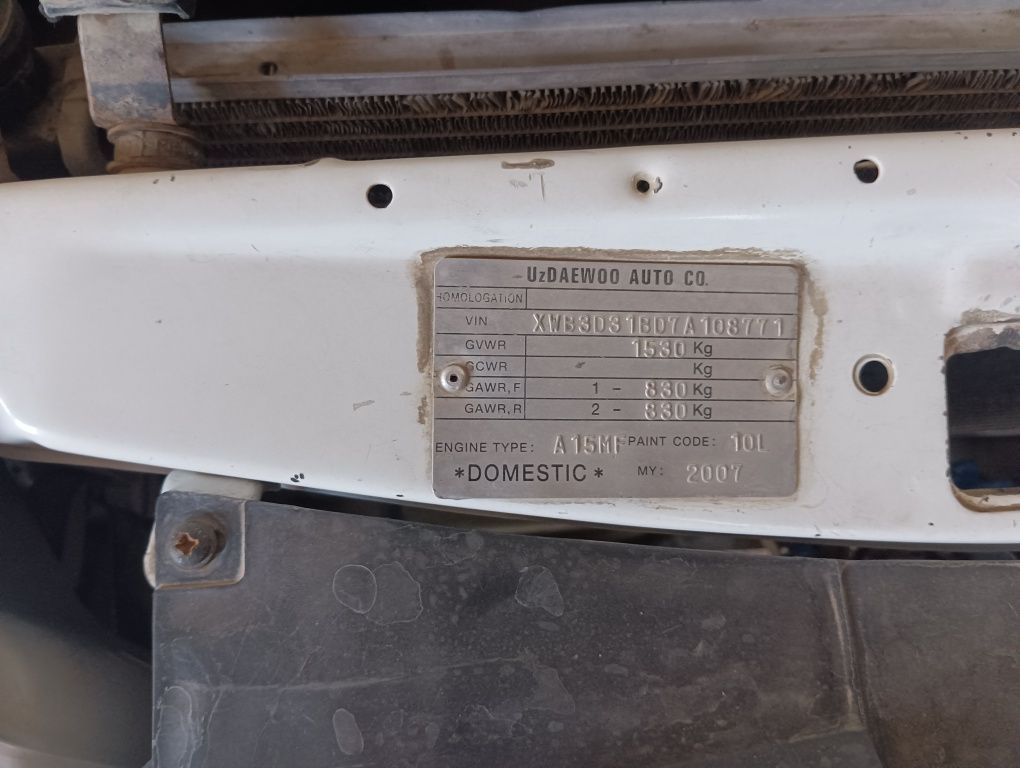 UzDAEWOO AUTO CO.
HOMOLOGATION
VIN XWB3D31BD7A108771
GVWR 1530 Kg
GCWR Kg
GAWR,F 1 - 830 Kg
GAWR,R 2 - 830 Kg
ENGINE TYPE: A15MF PAINT CODE: 10L
*DOMESTIC* MY: 2007